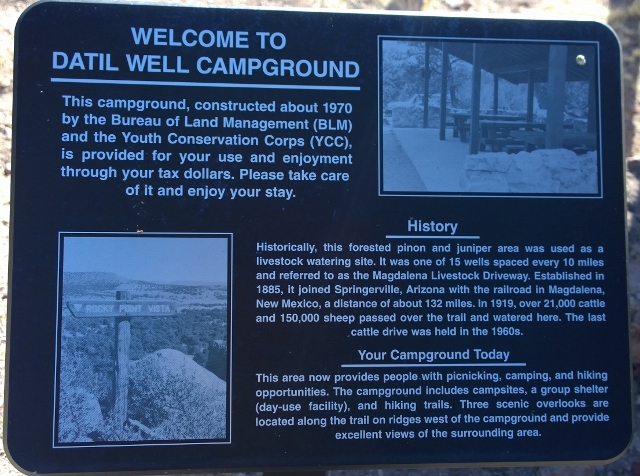 WELCOME TO
DATIL WELL CAMPGROUND
This campground, constructed about 1970
by the Bureau of Land Management (BLM)
and the Youth Conservation Corps (YCC),
is provided for your use and enjoyment
through your tax dollars. Please take care
of it and enjoy your stay.
History
Historically, this forested pinon and juniper area was used as a
livestock watering site. It was one of 15 wells spaced every 10 miles
and referred to as the Magdalena Livestock Driveway. Established in
1885, it joined Springerville, Arizona with the railroad in Magdalena,
New Mexico, a distance of about 132 miles. In 1919, over 21,000 cattle
and 150,000 sheep passed over the trail and watered here. The last
cattle drive was held in the 1960s.
ROCKY POINT VISTA
Your Campground Today
This area now provides people with picnicking, camping, and hiking
opportunities. The campground includes campsites, a group shelter
(day-use facility), and hiking trails. Three scenic overlooks are
located along the trail on ridges west of the campground and provide
excellent views of the surrounding area.